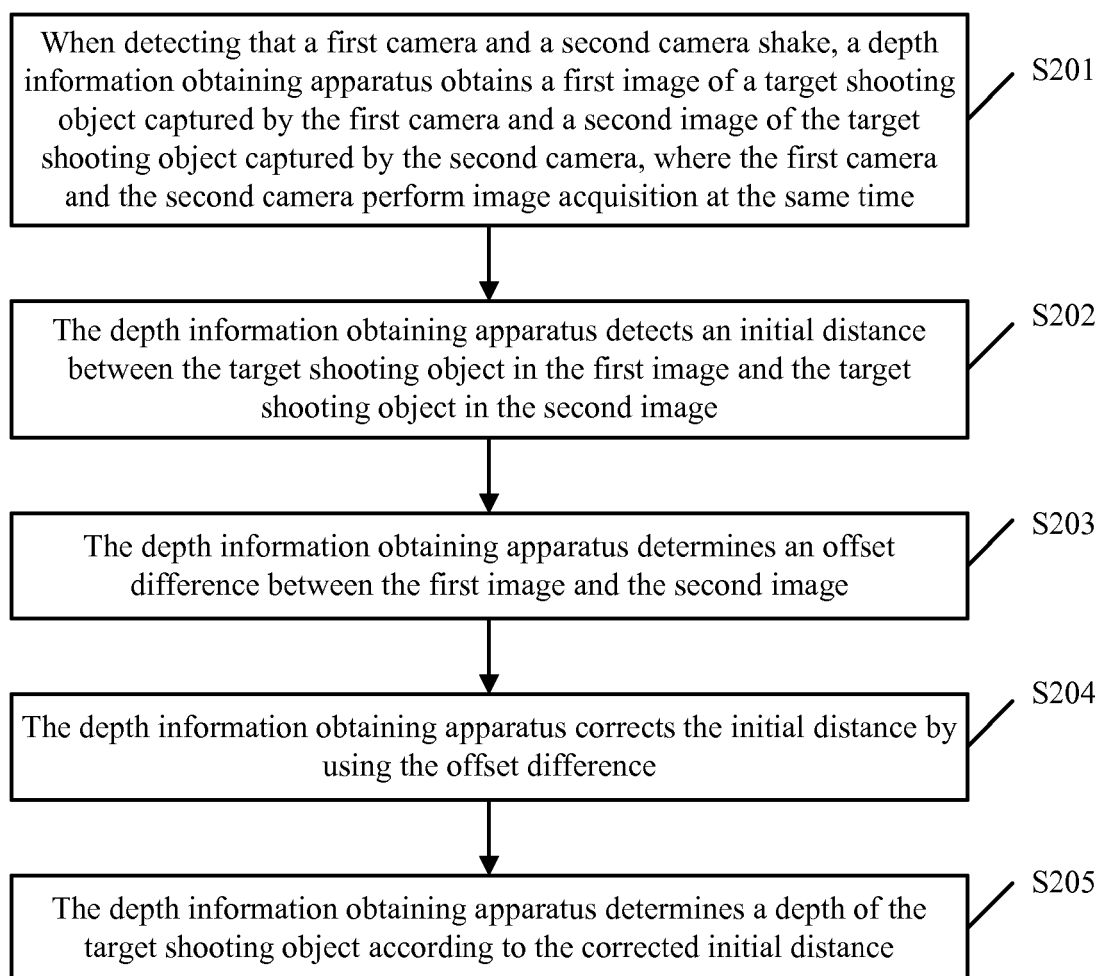 When detecting that a first camera and a second camera shake, a depth
information obtaining apparatus obtains a first image of a target shooting
object captured by the first camera and a second image of the target
shooting object captured by the second camera, where the first camera
and the second camera perform image acquisition at the same time
S201
The depth information obtaining apparatus detects an initial distance
between the target shooting object in the first image and the target
shooting object in the second image
S202
The depth information obtaining apparatus determines an offset
difference between the first image and the second image
S203
The depth information obtaining apparatus corrects the initial distance by
using the offset difference
S204
The depth information obtaining apparatus determines a depth of the
target shooting object according to the corrected initial distance
S205